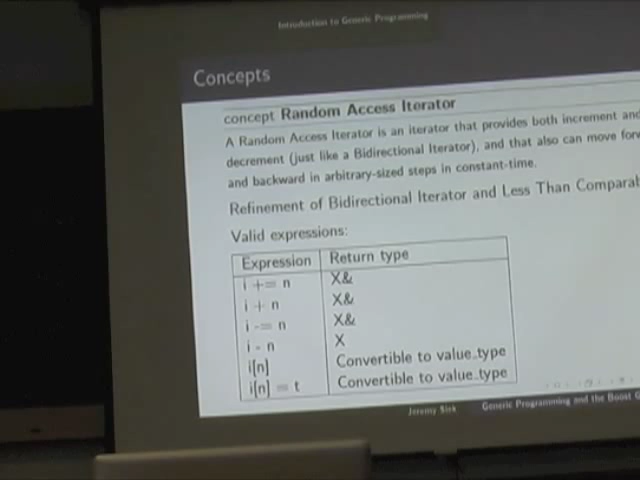 Introduction to Generic Programming
Concepts
concept Random Access Iterator
A Random Access Iterator is an iterator that provides both increment and
decrement (just like a Bidirectional Iterator), and that also can move for
and backward in arbitrary-sized steps in constant-time.
Refinement of Bidirectional Iterator and Less Than Comparab
Valid expressions:
Expression Return type
i += n X&
i + n X&
i -= n X&
i - n X
i[n] Convertible to value_type
i[n] = t Convertible to value_type
Jeremy Siek Generic Programming and the Boost G